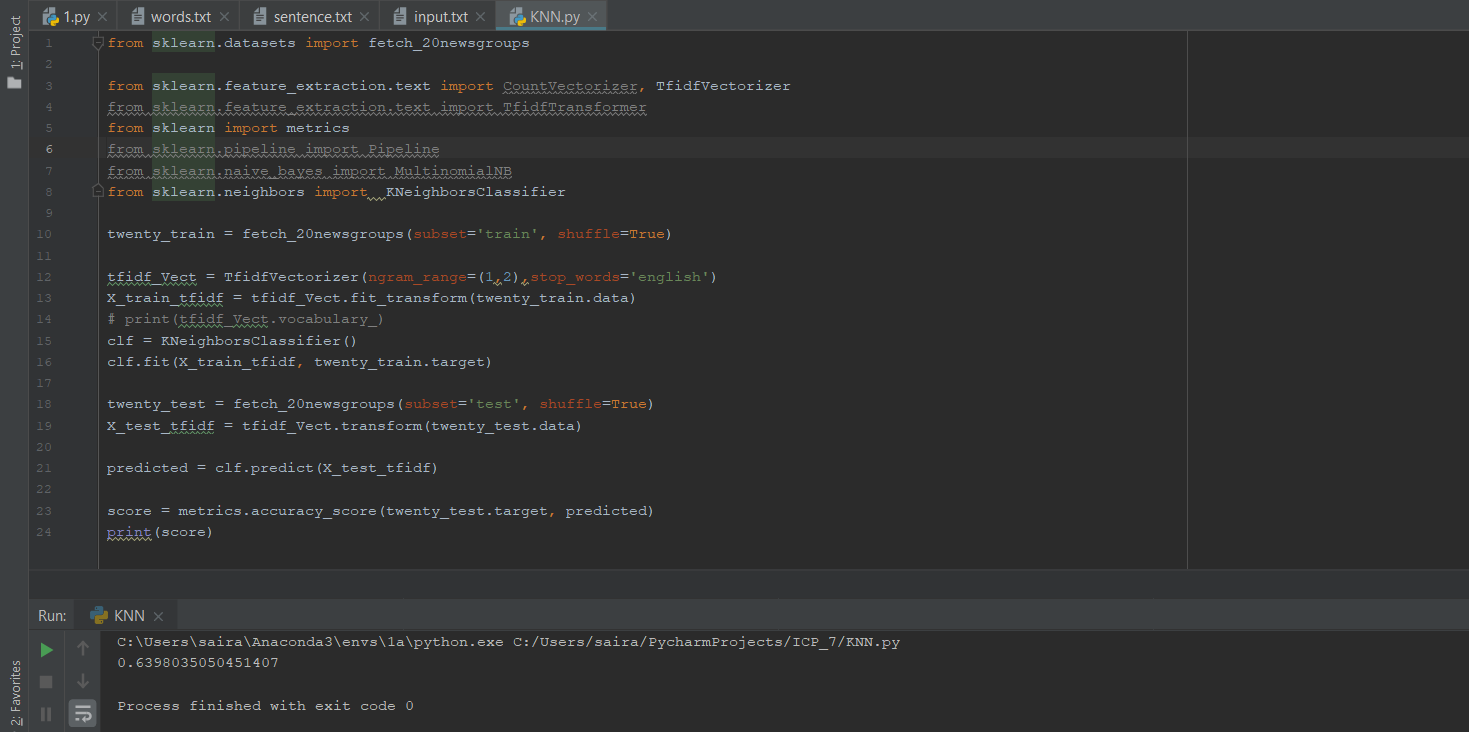 1: Project
1.py
words.txt
sentence.txt
input.txt
KNN.py
1 from sklearn.datasets import fetch_20newsgroups
2
3 from sklearn.feature_extraction.text import CountVectorizer, TfidfVectorizer
4 from sklearn.feature_extraction.text import TfidfTransformer
5 from sklearn import metrics
6 from sklearn.pipeline import Pipeline
7 from sklearn.naive_bayes import MultinomialNB
8 from sklearn.neighbors import  KNeighborsClassifier
9
10 twenty_train = fetch_20newsgroups(subset='train', shuffle=True)
11
12 tfidf_Vect = TfidfVectorizer(ngram_range=(1,2),stop_words='english')
13 X_train_tfidf = tfidf_Vect.fit_transform(twenty_train.data)
14 # print(tfidf_Vect.vocabulary_)
15 clf = KNeighborsClassifier()
16 clf.fit(X_train_tfidf, twenty_train.target)
17
18 twenty_test = fetch_20newsgroups(subset='test', shuffle=True)
19 X_test_tfidf = tfidf_Vect.transform(twenty_test.data)
20
21 predicted = clf.predict(X_test_tfidf)
22
23 score = metrics.accuracy_score(twenty_test.target, predicted)
24 print(score)
Run: KNN
C:\Users\saira\Anaconda3\envs\1a\python.exe C:/Users/saira/PycharmProjects/ICP_7/KNN.py
0.6398035050451407
Process finished with exit code 0
2: Favorites